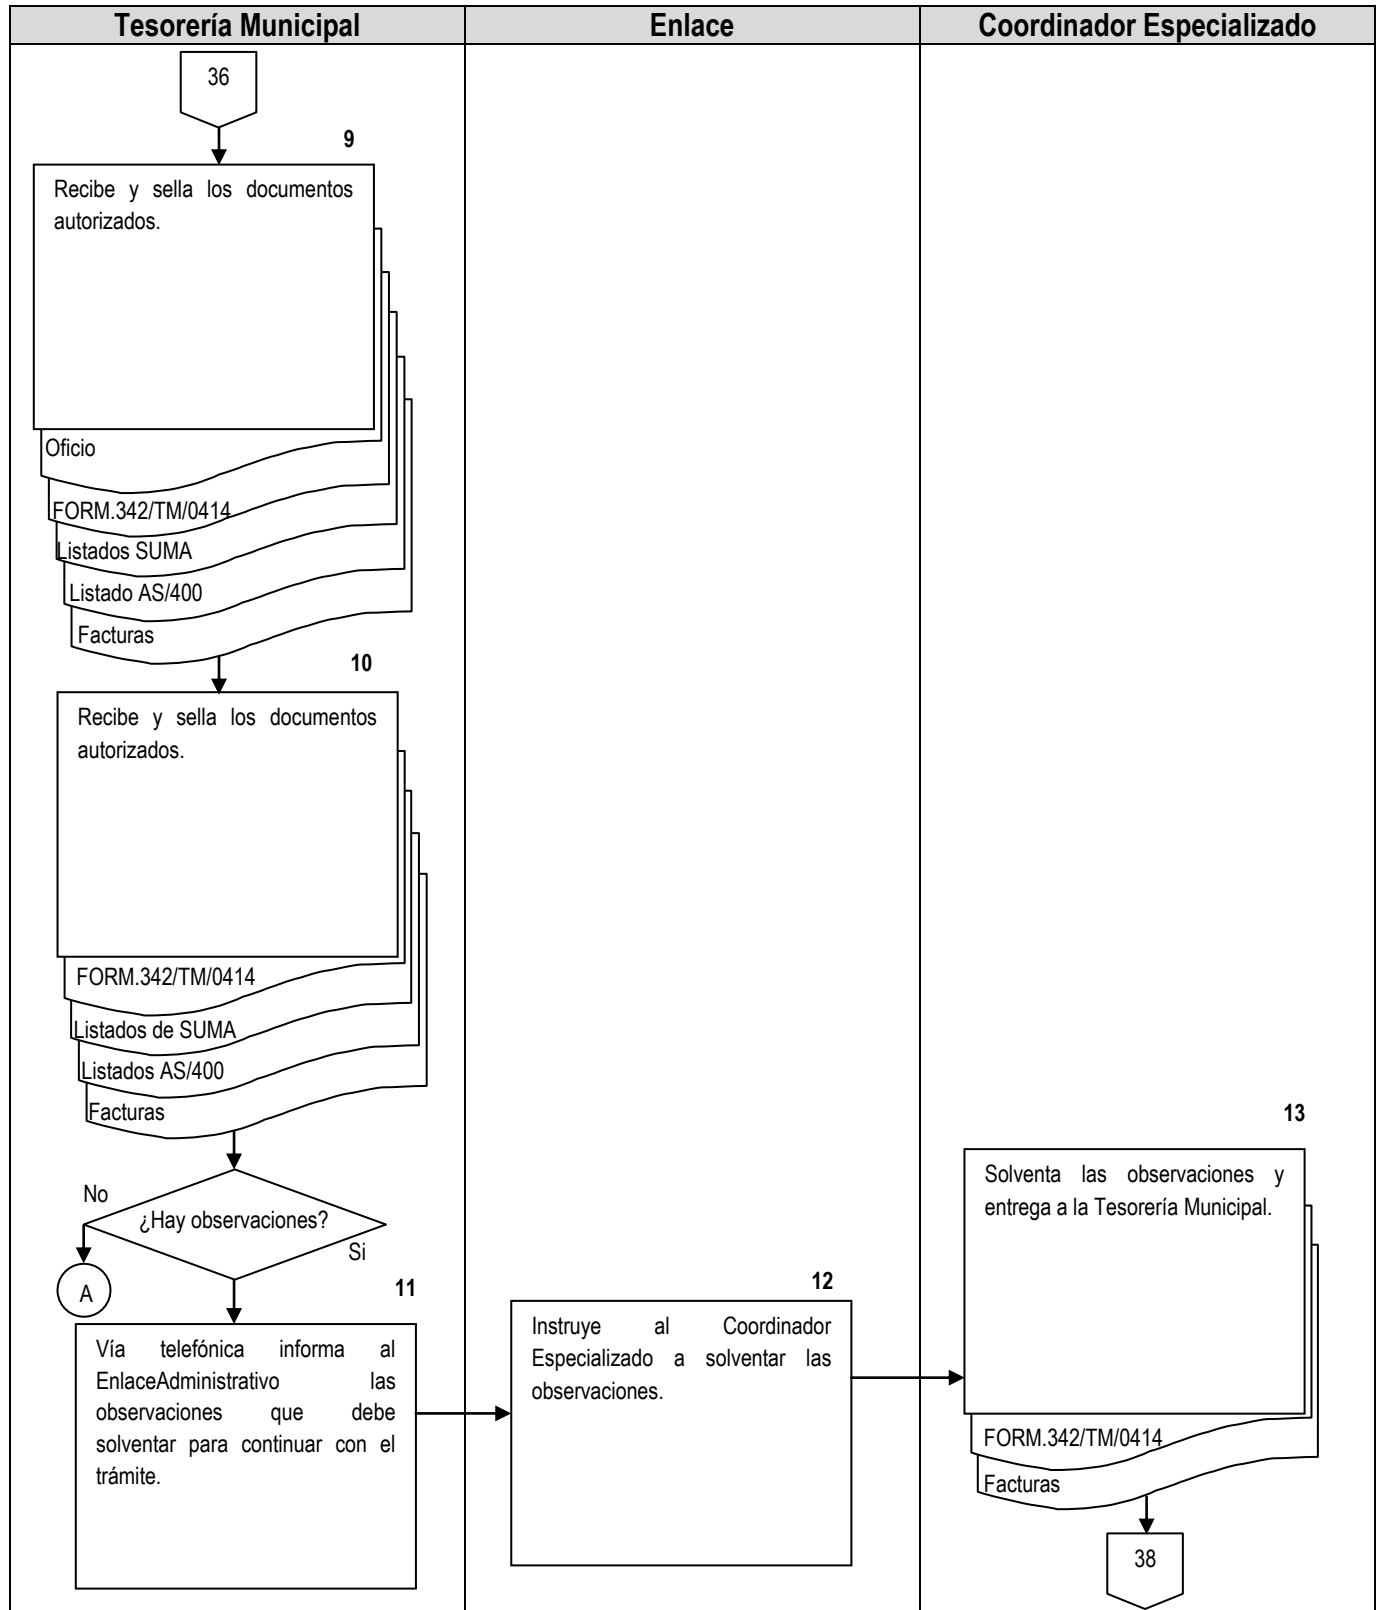 Tesorería Municipal
Enlace
Coordinador Especializado
36
9
Recibe y sella los documentos
autorizados.
Oficio
FORM.342/TM/0414
Listados SUMA
Listado AS/400
Facturas
10
Recibe y sella los documentos
autorizados.
FORM.342/TM/0414
Listados de SUMA
Listados AS/400
Facturas
No
¿Hay observaciones?
Si
A
11
Vía telefónica informa al
EnlaceAdministrativo las
observaciones que debe
solventar para continuar con el
trámite.
12
Instruye al Coordinador
Especializado a solventar las
observaciones.
13
Solventa las observaciones y
entrega a la Tesorería Municipal.
FORM.342/TM/0414
Facturas
38